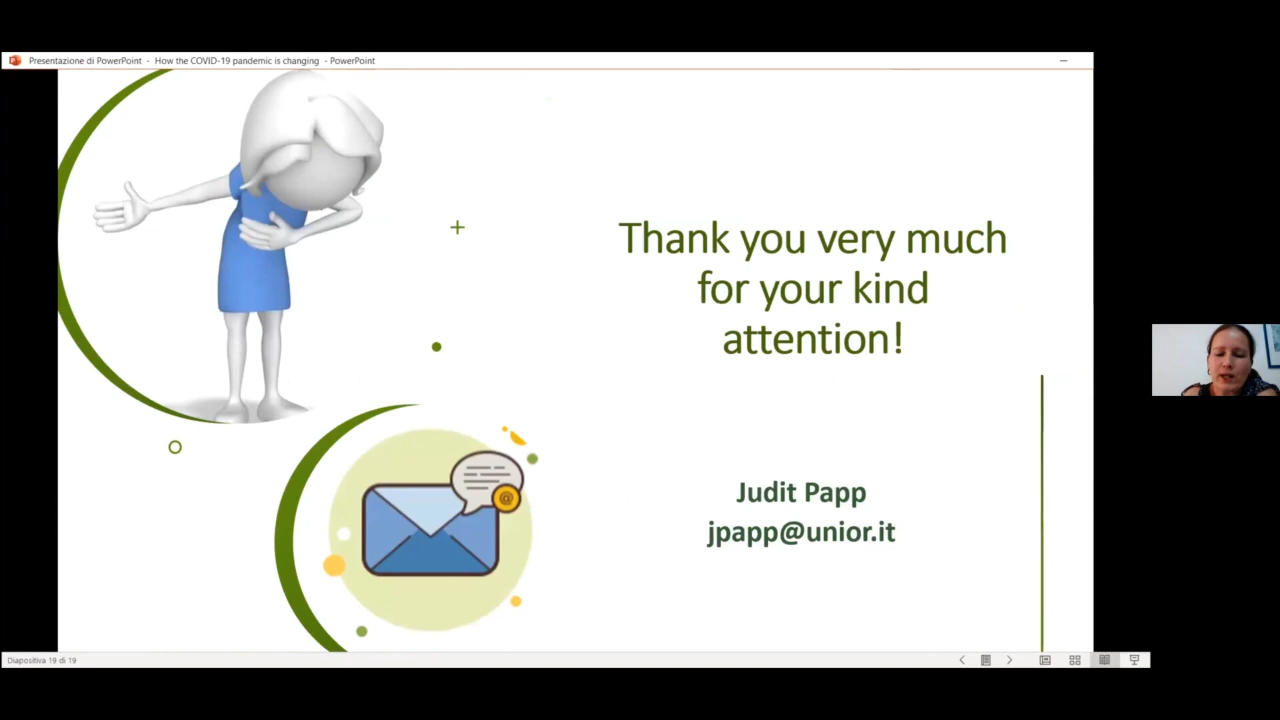 Presentazione di PowerPoint - How the COVID-19 pandemic is changing - PowerPoint
Thank you very much
for your kind
attention!
@
Judit Papp
jpapp@unior.it
Diapositiva 19 di 19